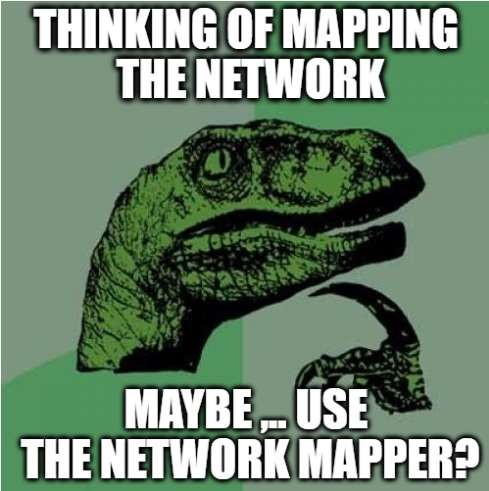 THINKING OF MAPPING
THE NETWORK
MAYBE ,.. USE
THE NETWORK MAPPER?